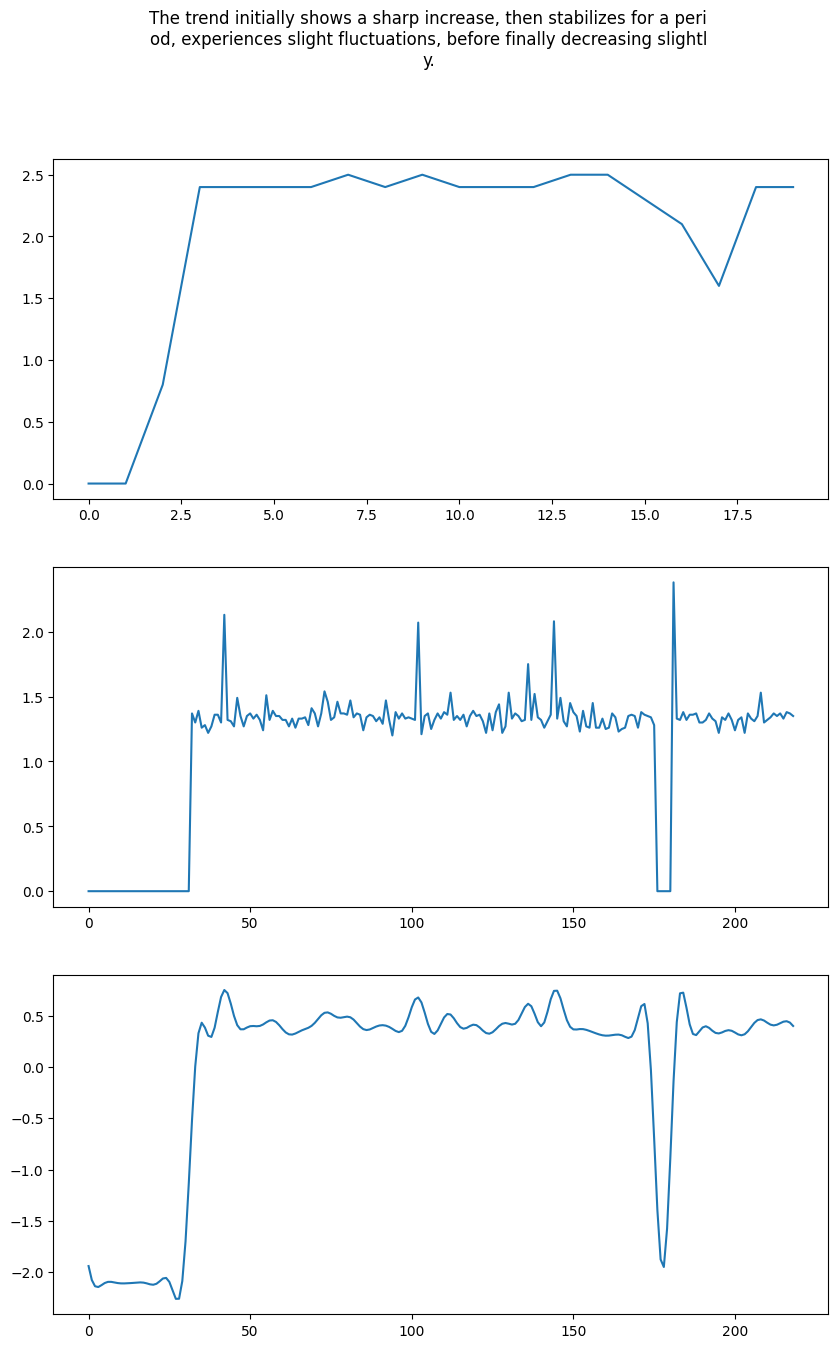 The trend initially shows a sharp increase, then stabilizes for a peri
od, experiences slight fluctuations, before finally decreasing slightl
y.
2.5
2.0
1.5
1.0
0.5
0.0
0.0 2.5 5.0 7.5 10.0 12.5 15.0 17.5
2.0
1.5
1.0
0.5
0.0
0 50 100 150 200
0.5
0.0
−0.5
−1.0
−1.5
−2.0
0 50 100 150 200